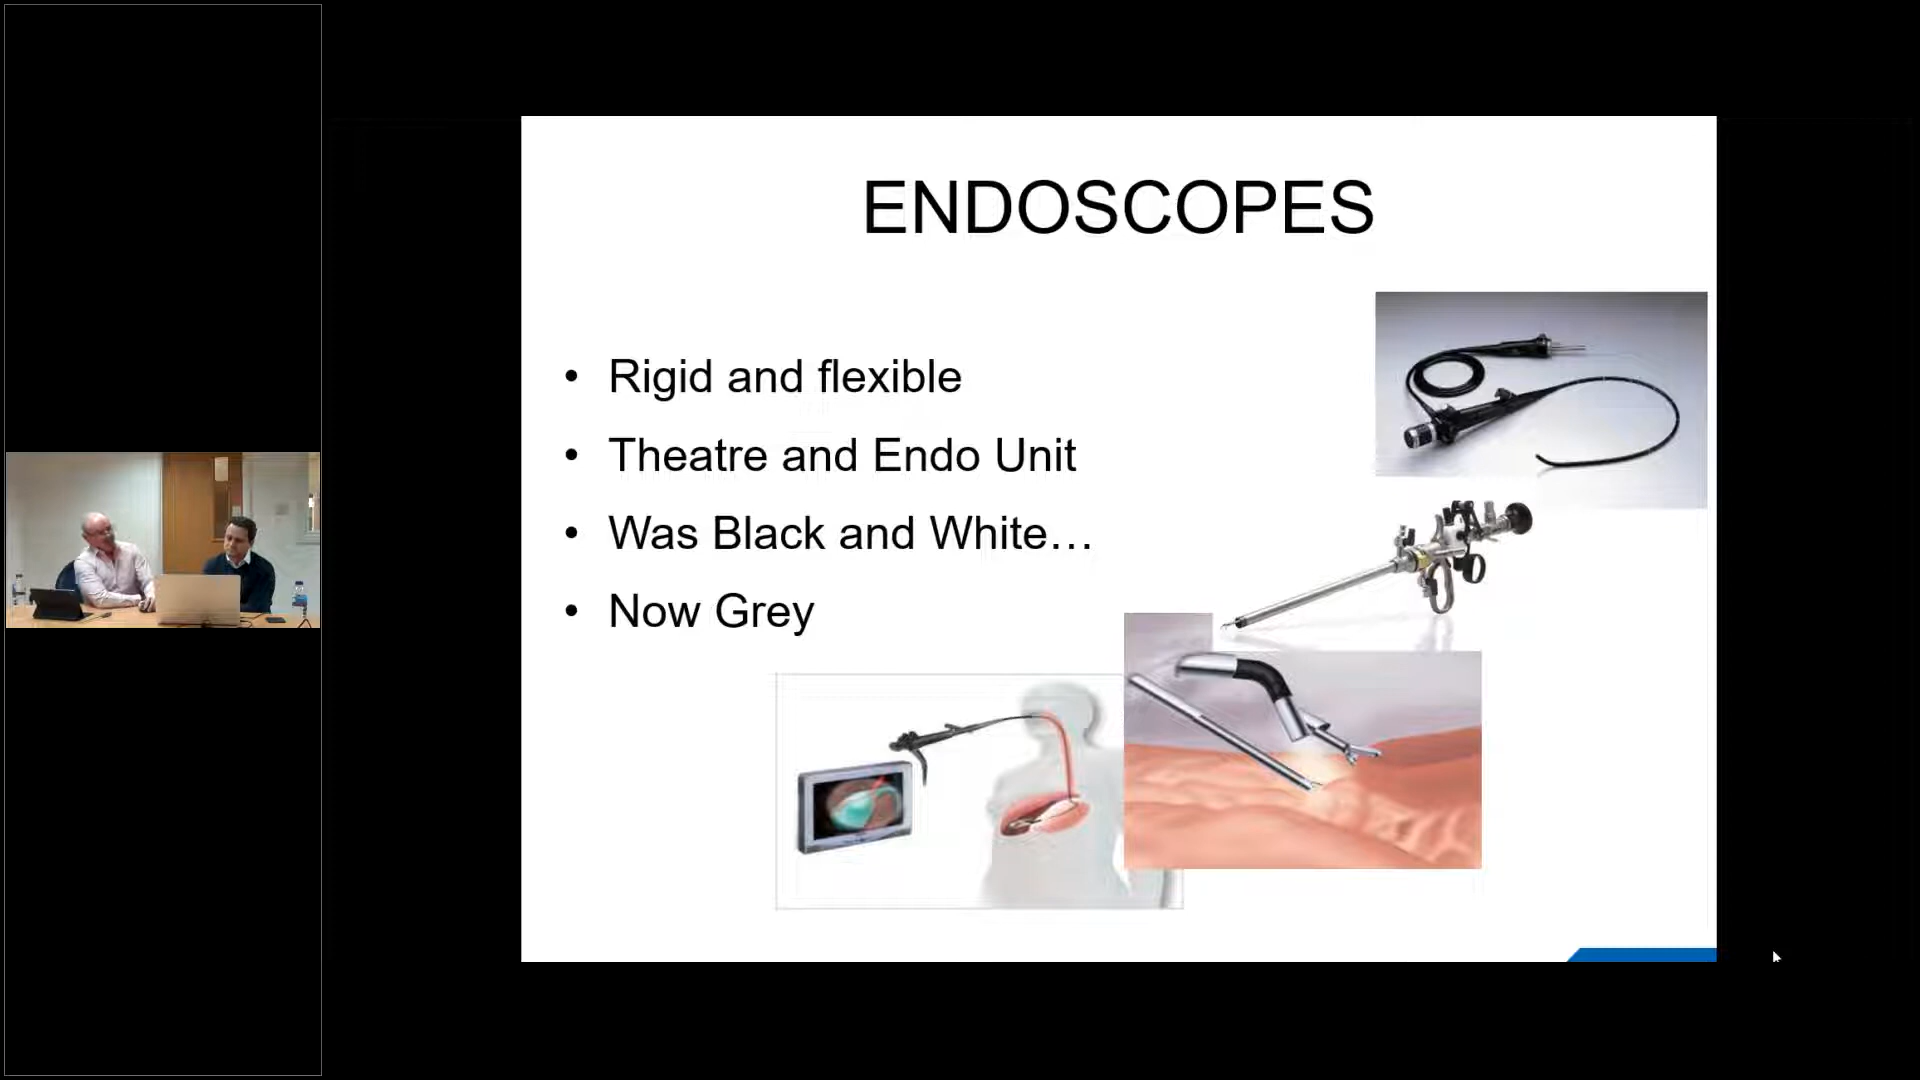 ENDOSCOPES
• Rigid and flexible
• Theatre and Endo Unit
• Was Black and White…
• Now Grey